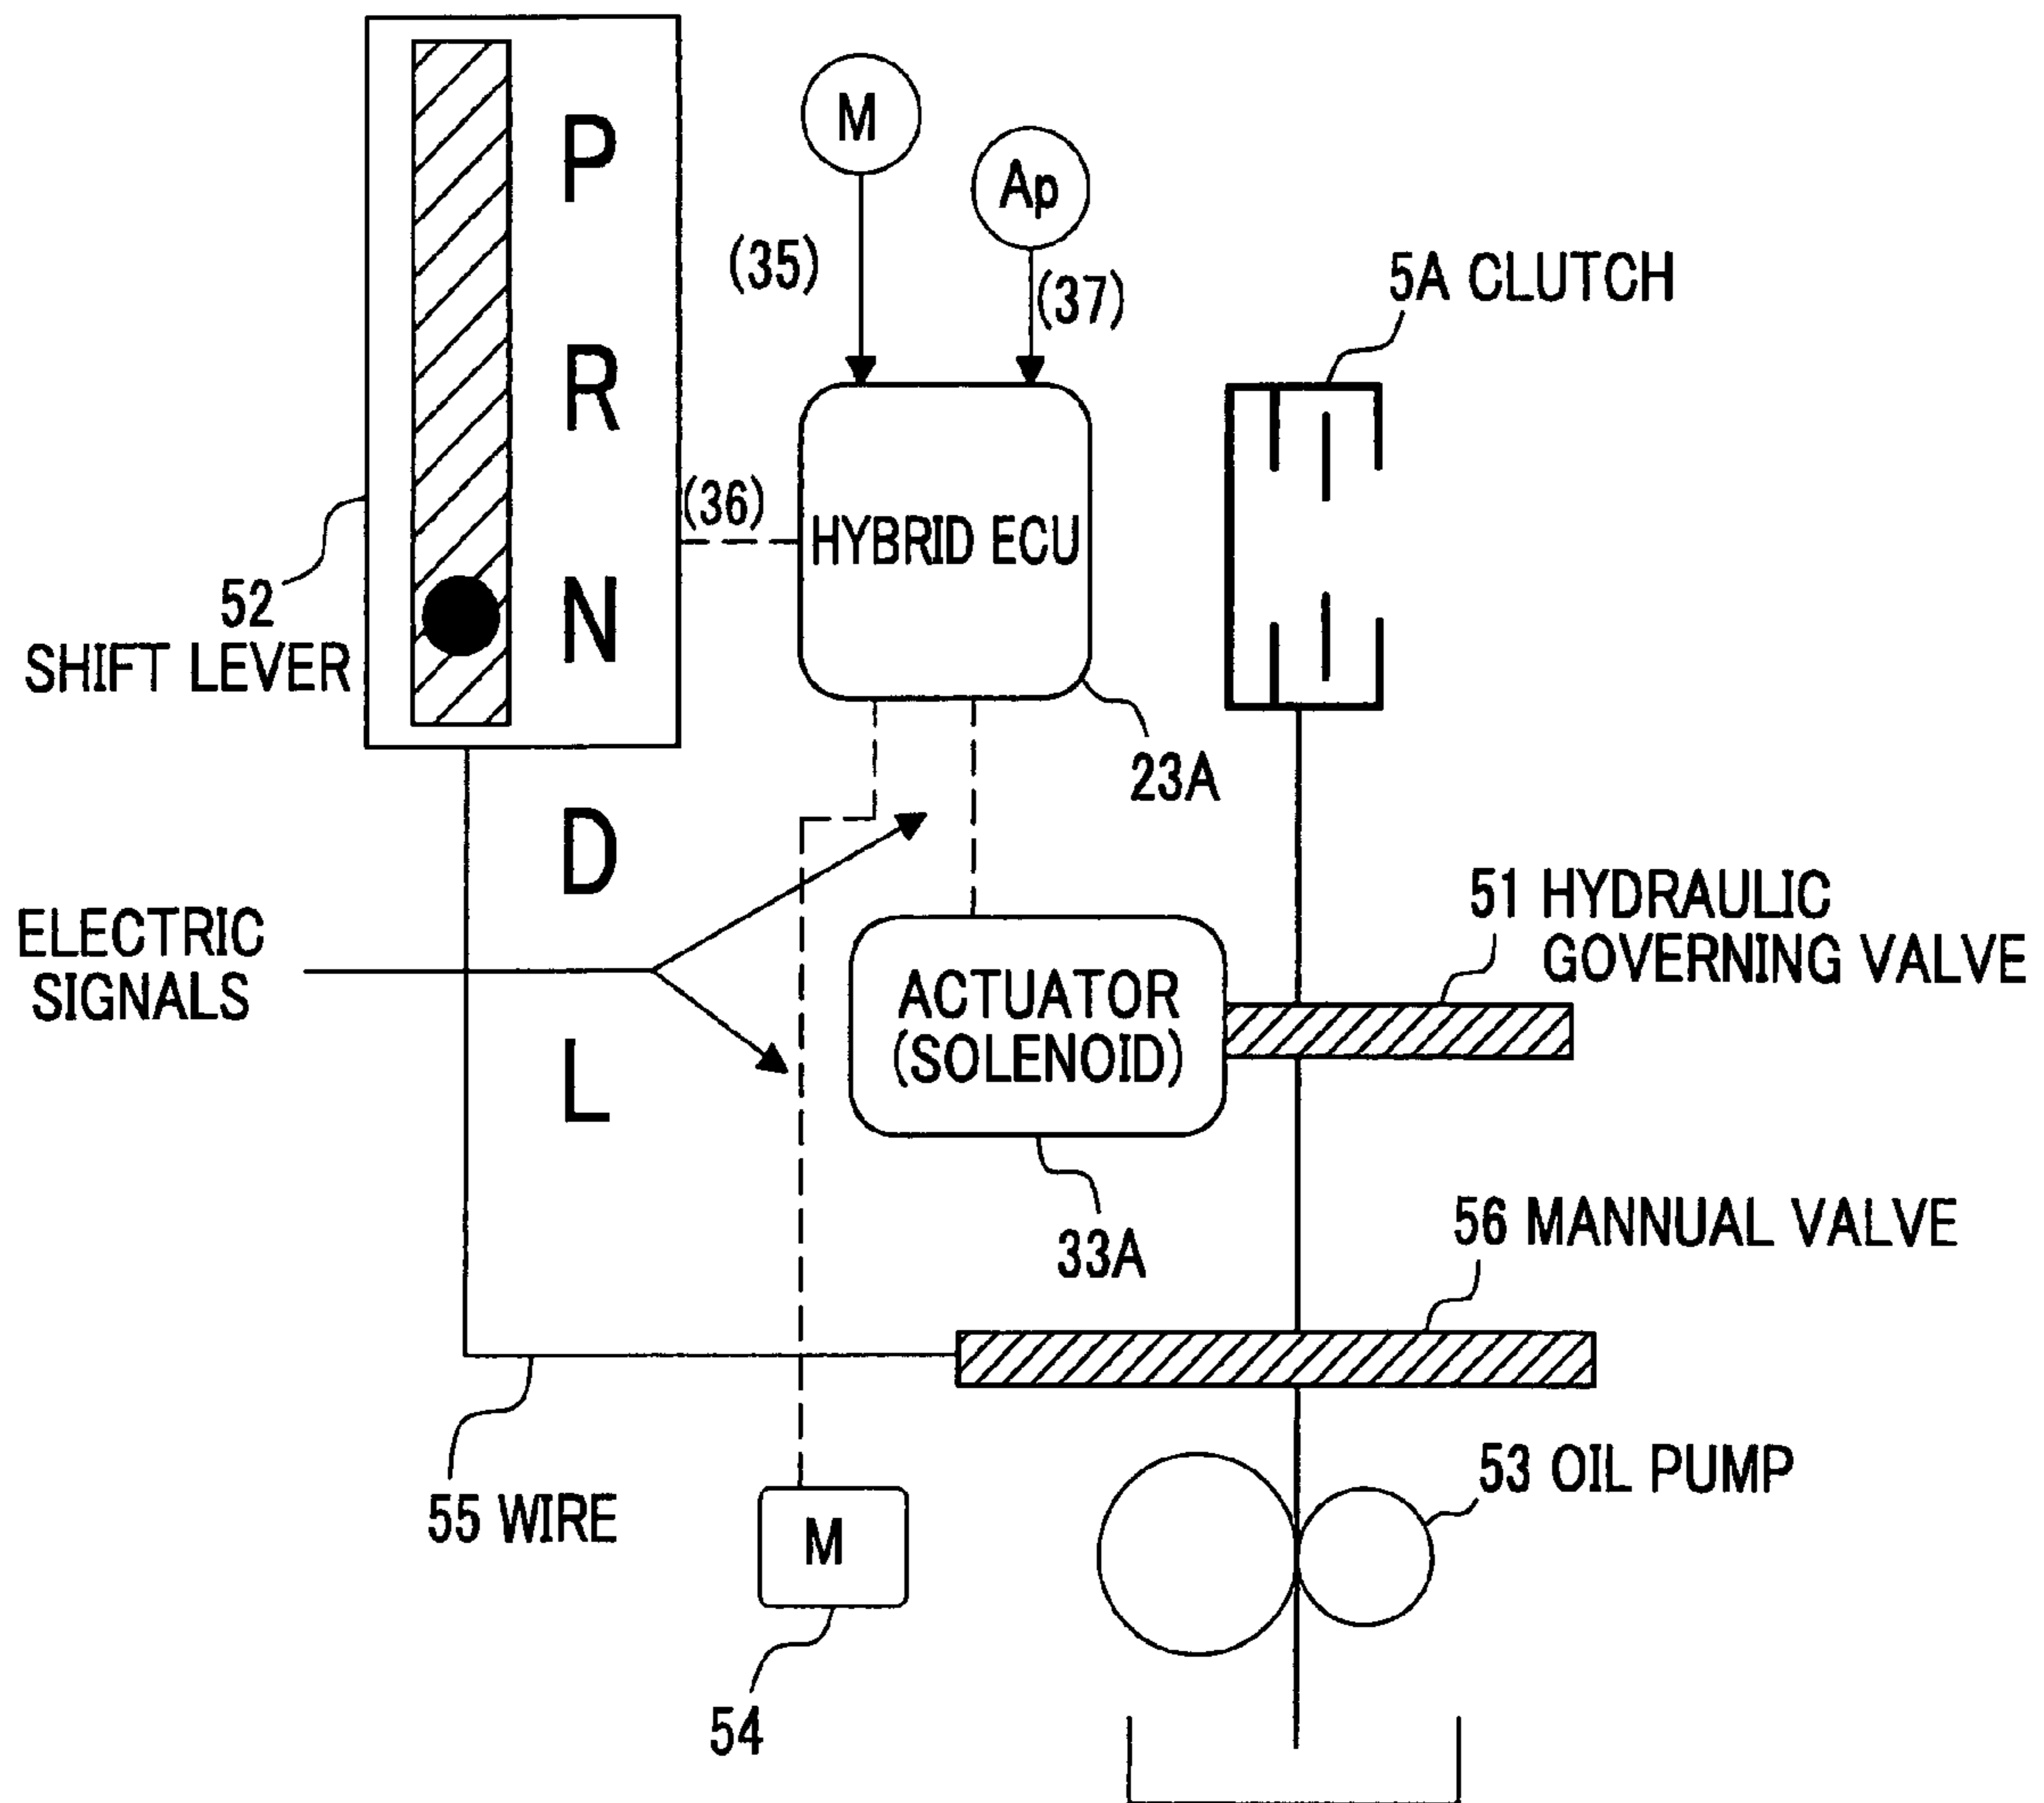 P
R
N
D
L
52
SHIFT LEVER
M
Ap
(35)
(37)
(36)
HYBRID ECU
23A
5A CLUTCH
ELECTRIC
SIGNALS
ACTUATOR
(SOLENOID)
33A
51 HYDRAULIC
GOVERNING VALVE
56 MANNUAL VALVE
55 WIRE
M
54
53 OIL PUMP